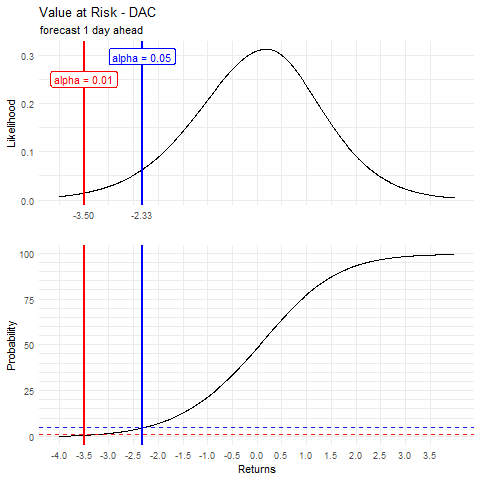 Value at Risk - DAC
forecast 1 day ahead
Likelihood
0.3
0.2
0.1
0.0
alpha = 0.05
alpha = 0.01
-3.50 -2.33
Probability
100
75
50
25
0
-4.0 -3.5 -2.5 -2.5 -1.5 -1.5 -1.0 -0.5 0.0 0.5 0.5 1.5 2.0 2.5 3.0 3.5
Returns